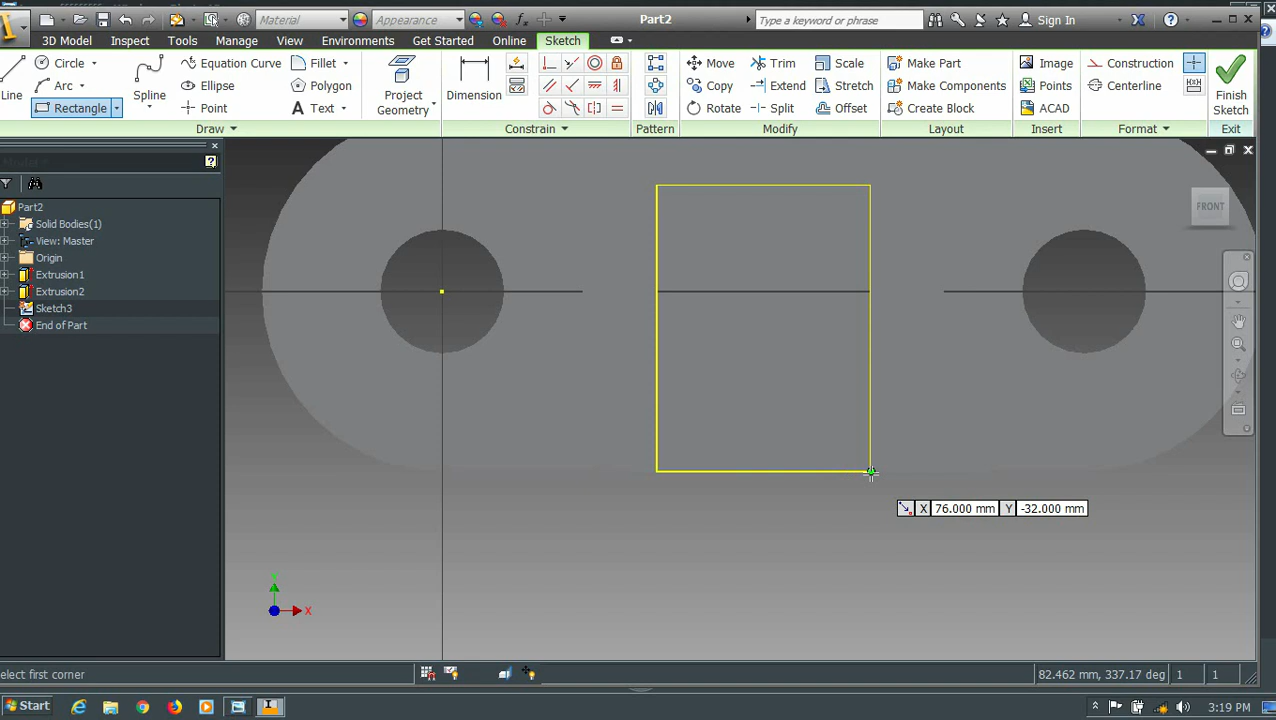 Material Appearance Part2 Type a keyword or phrase Sign In
3D Model Inspect Tools Manage View Environments Get Started Online Sketch
Circle Equation Curve Fillet Move Trim Scale Make Part Image Construction
Line Arc Spline Ellipse Polygon Project Geometry Dimension Copy Extend Stretch Make Components Points Centerline Finish Sketch
Rectangle Point Text Rotate Split Offset Create Block ACAD
Draw Constrain Pattern Modify Layout Insert Format Exit
Part2
Solid Bodies(1)
View: Master
Origin
Extrusion1
Extrusion2
Sketch3
End of Part
FRONT
X 76.000 mm Y -32.000 mm
X
elect first corner 82.462 mm, 337.17 deg 1 1
Start 3:19 PM